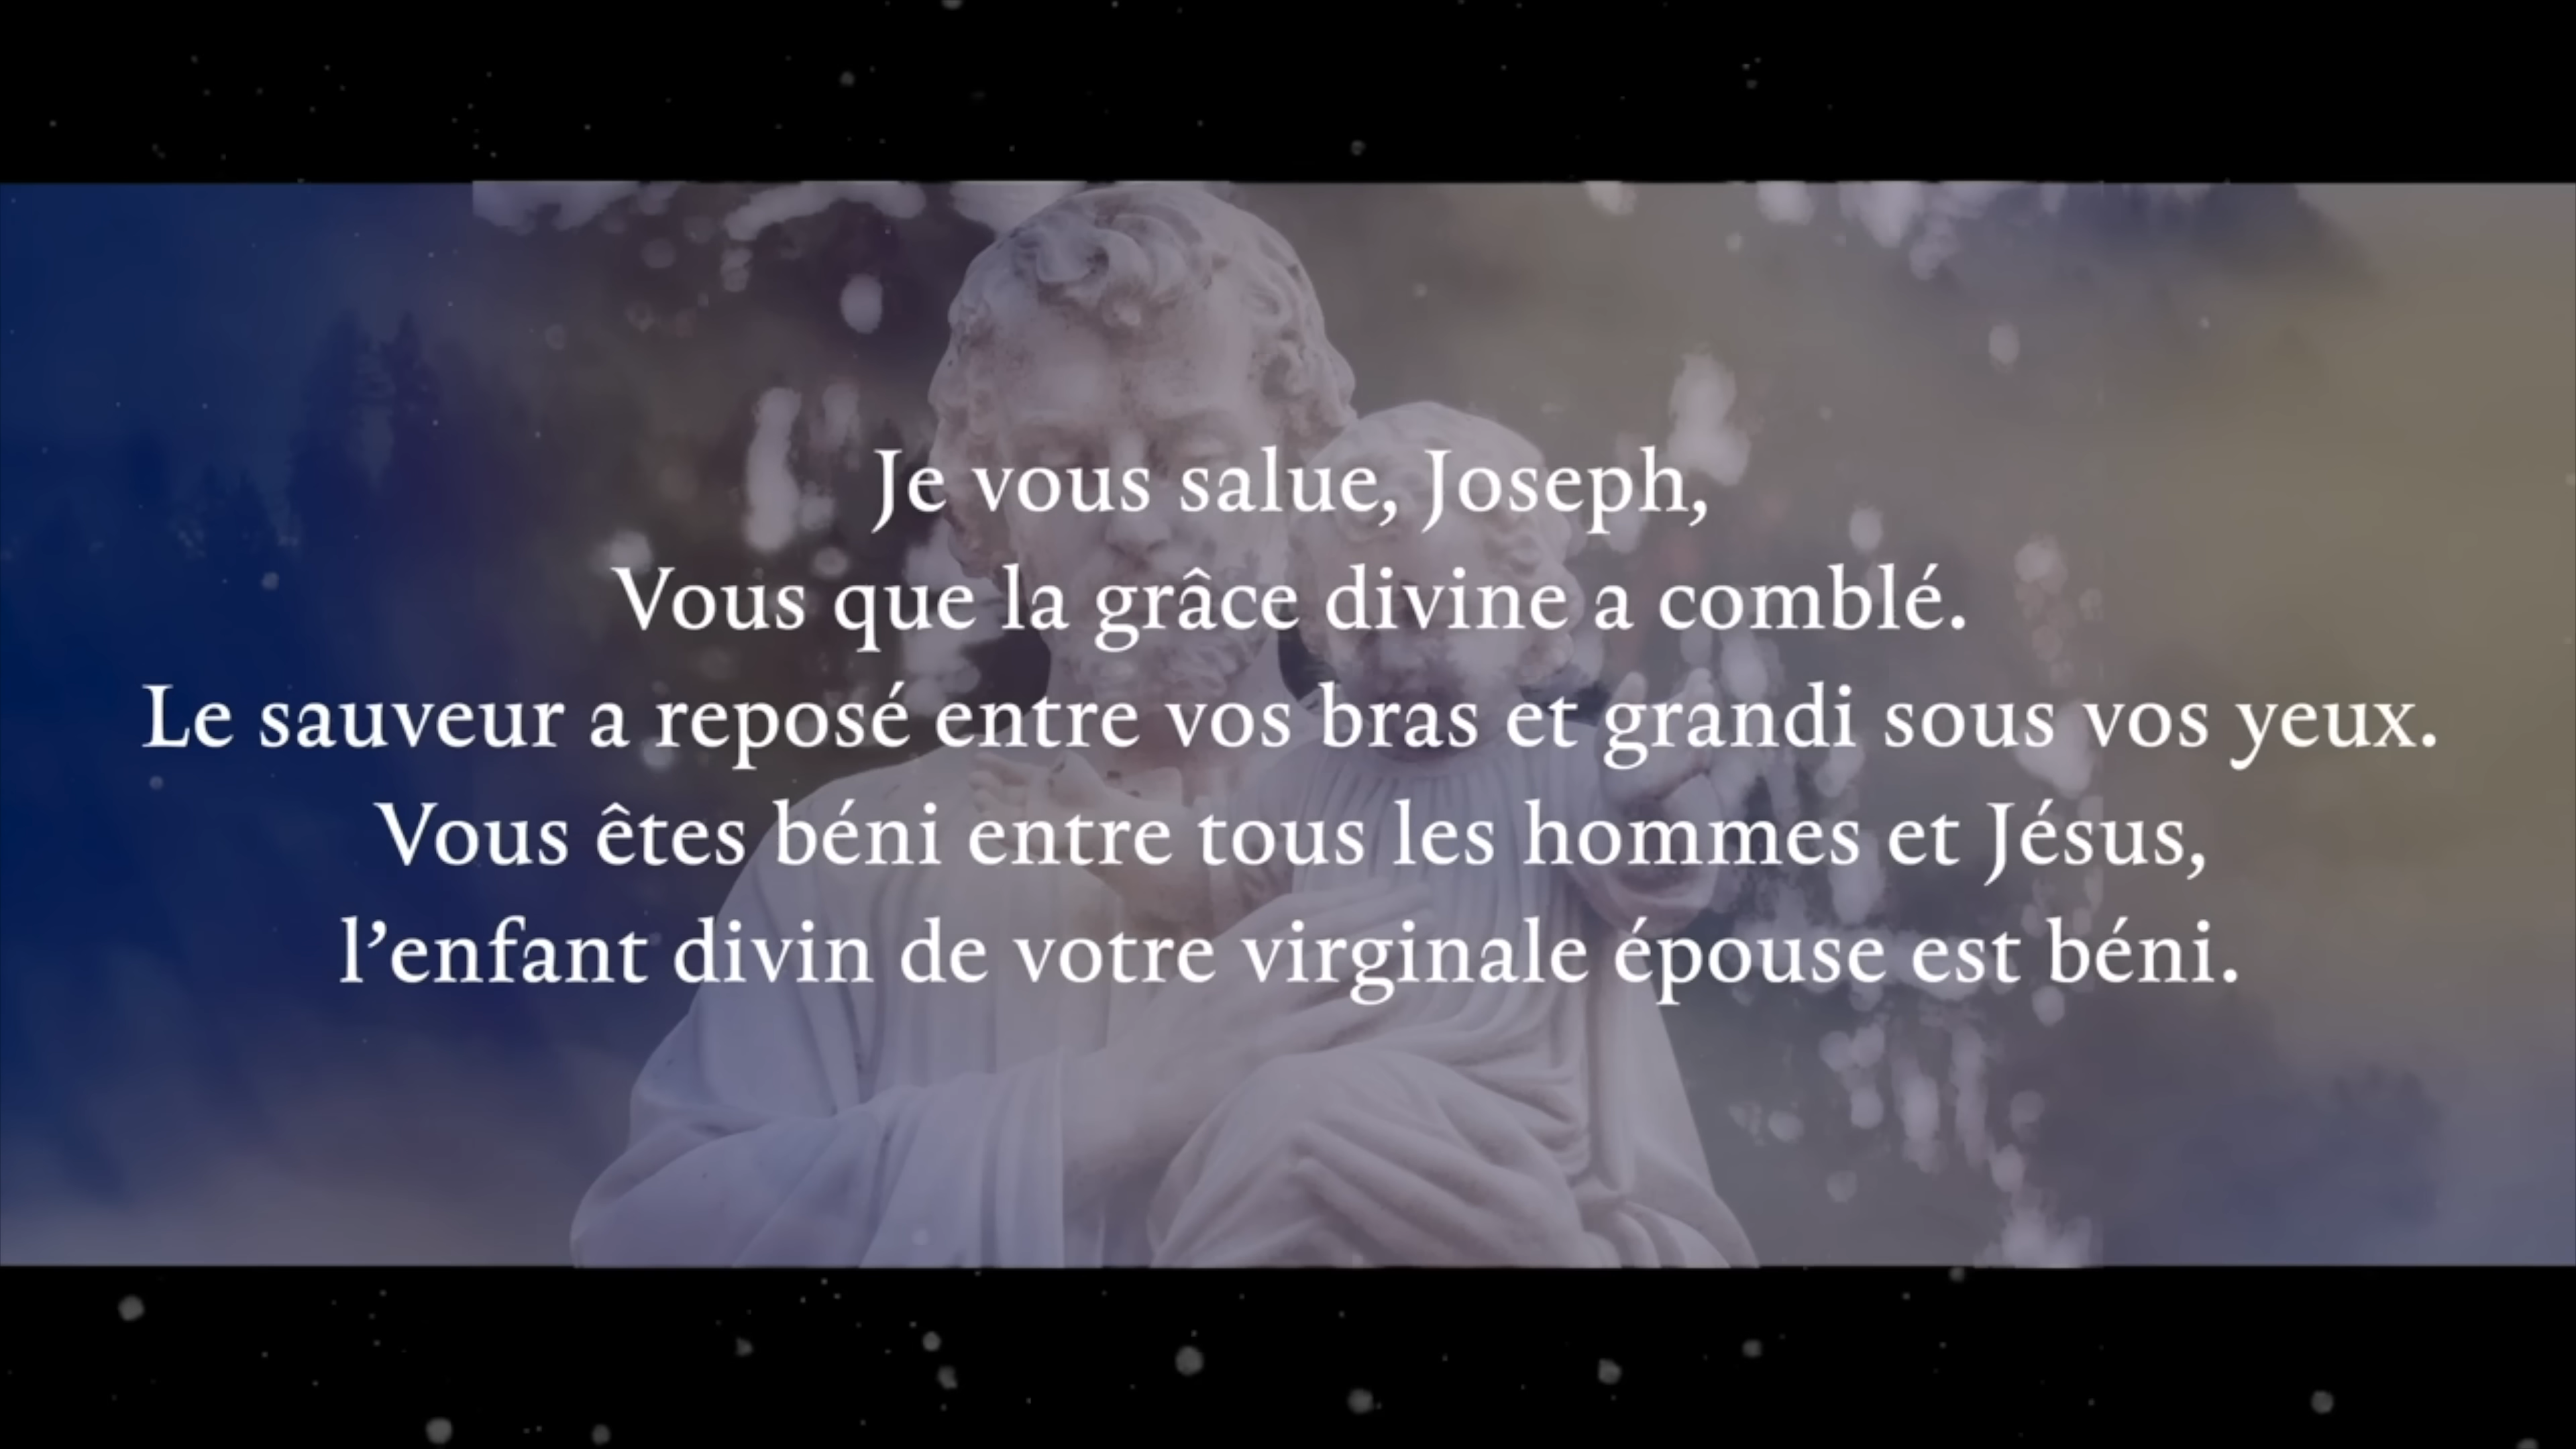 Je vous salue, Joseph,
Vous que la grâce divine a comblé.
Le sauveur a reposé entre vos bras et grandi sous vos yeux.
Vous êtes béni entre tous les hommes et Jésus,
l’enfant divin de votre virginale épouse est béni.